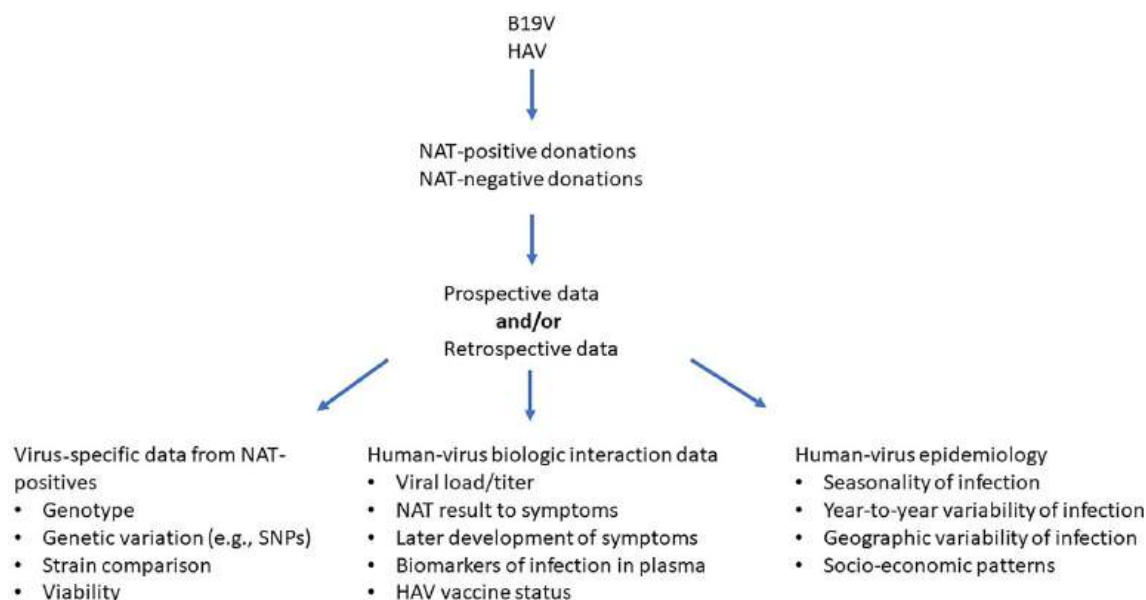 B19V
HAV
NAT-positive donations
NAT-negative donations
Prospective data
and/or
Retrospective data
Virus-specific data from NAT-
positives
• Genotype
• Genetic variation (e.g., SNPs)
• Strain comparison
• Viability
Human-virus biologic interaction data
• Viral load/titer
• NAT result to symptoms
• Later development of symptoms
• Biomarkers of infection in plasma
• HAV vaccine status
Human-virus epidemiology
• Seasonality of infection
• Year-to-year variability of infection
• Geographic variability of infection
• Socio-economic patterns